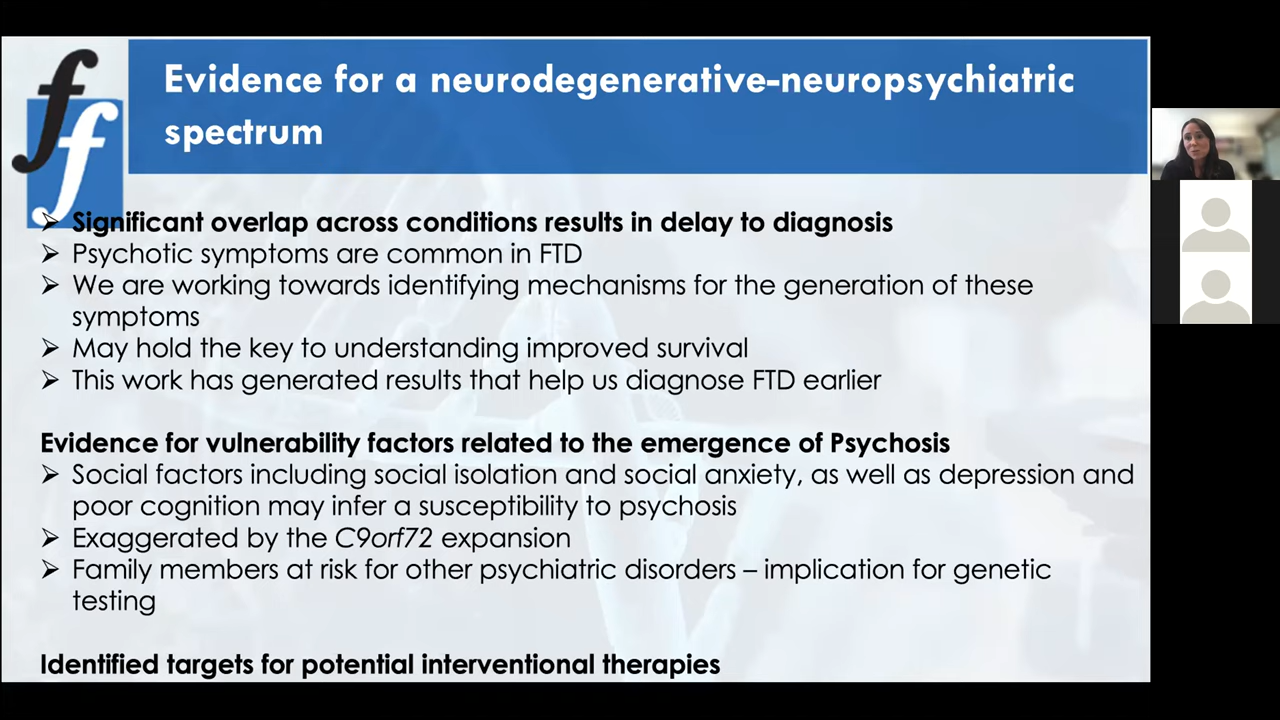 Evidence for a neurodegenerative-neuropsychiatric
spectrum
ff
➢ Significant overlap across conditions results in delay to diagnosis
➢ Psychotic symptoms are common in FTD
➢ We are working towards identifying mechanisms for the generation of these
symptoms
➢ May hold the key to understanding improved survival
➢ This work has generated results that help us diagnose FTD earlier
Evidence for vulnerability factors related to the emergence of Psychosis
➢ Social factors including social isolation and social anxiety, as well as depression and
poor cognition may infer a susceptibility to psychosis
➢ Exaggerated by the C9orf72 expansion
➢ Family members at risk for other psychiatric disorders – implication for genetic
testing
Identified targets for potential interventional therapies